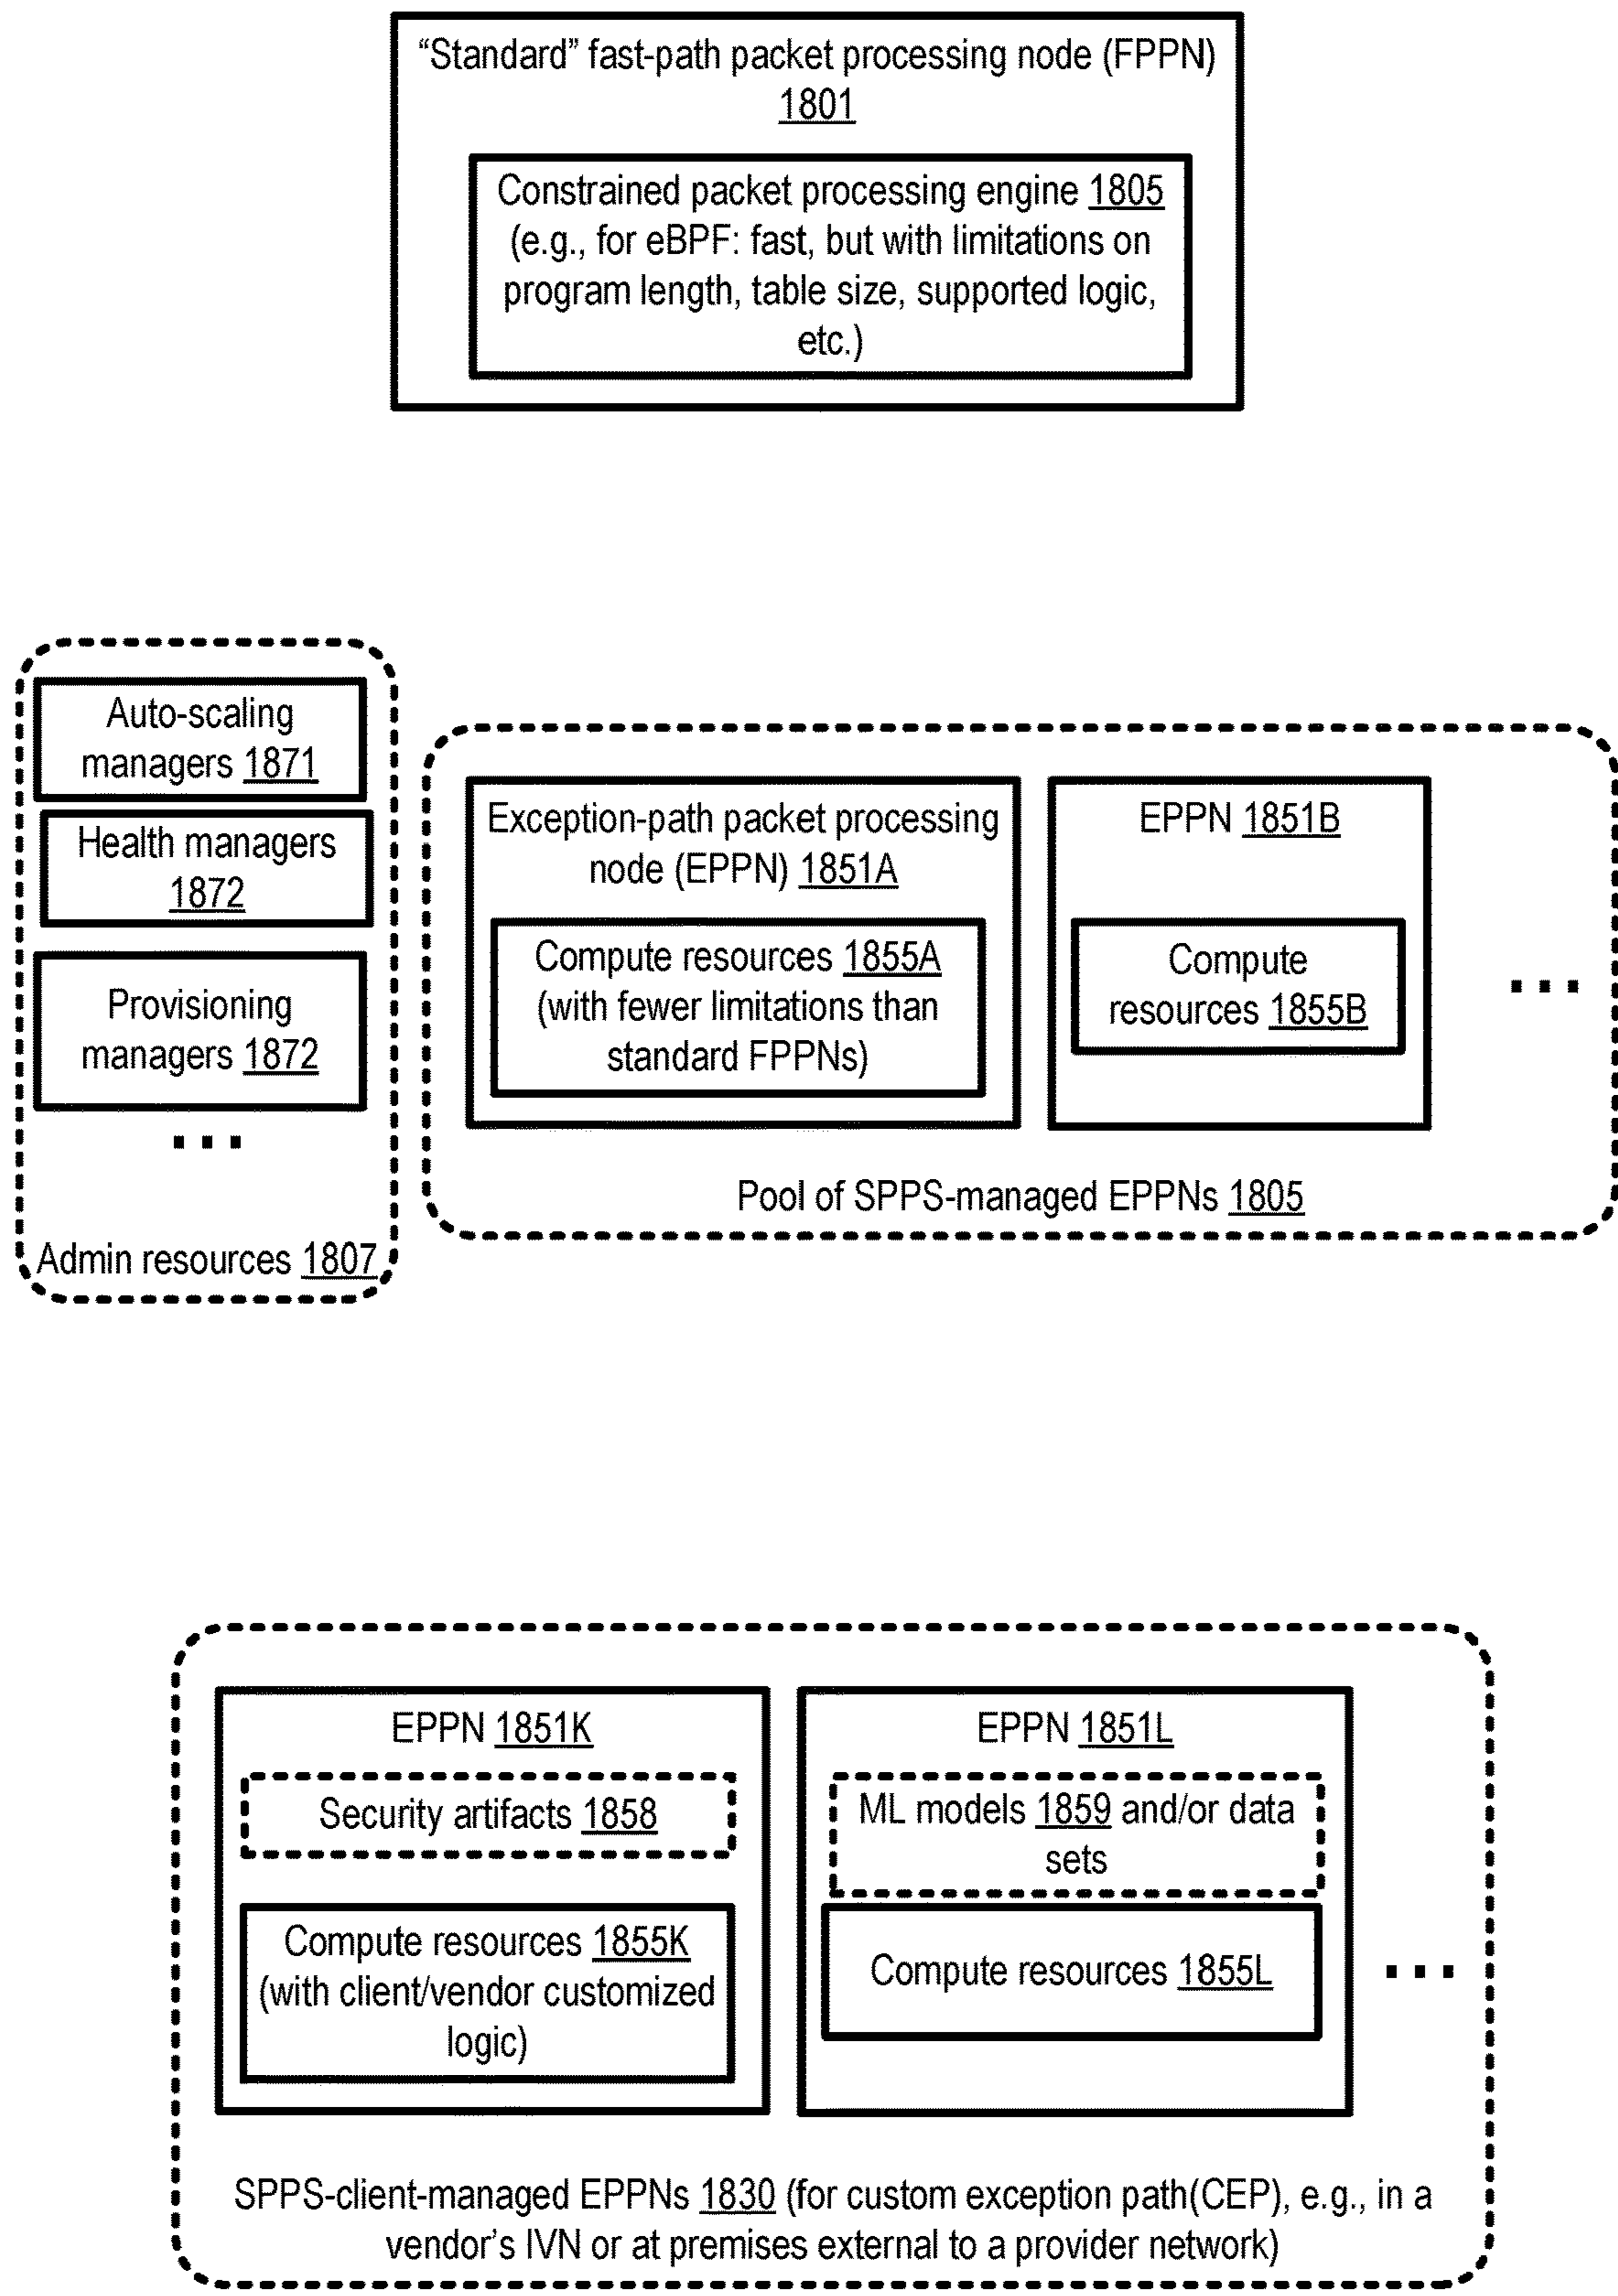 “Standard” fast-path packet processing node (FPPN)
1801
Constrained packet processing engine 1805
(e.g., for eBPF: fast, but with limitations on
program length, table size, supported logic,
etc.)
Auto-scaling
managers 1871
Health managers
1872
Provisioning
managers 1872
...
Admin resources 1807
Exception-path packet processing
node (EPPN) 1851A
Compute resources 1855A
(with fewer limitations than
standard FPPNs)
EPPN 1851B
Compute
resources 1855B
...
Pool of SPPS-managed EPPNs 1805
EPPN 1851K
Security artifacts 1858
Compute resources 1855K
(with client/vendor customized
logic)
EPPN 1851L
ML models 1859 and/or data
sets
Compute resources 1855L
...
SPPS-client-managed EPPNs 1830 (for custom exception path(CEP), e.g., in a
vendor’s IVN or at premises external to a provider network)